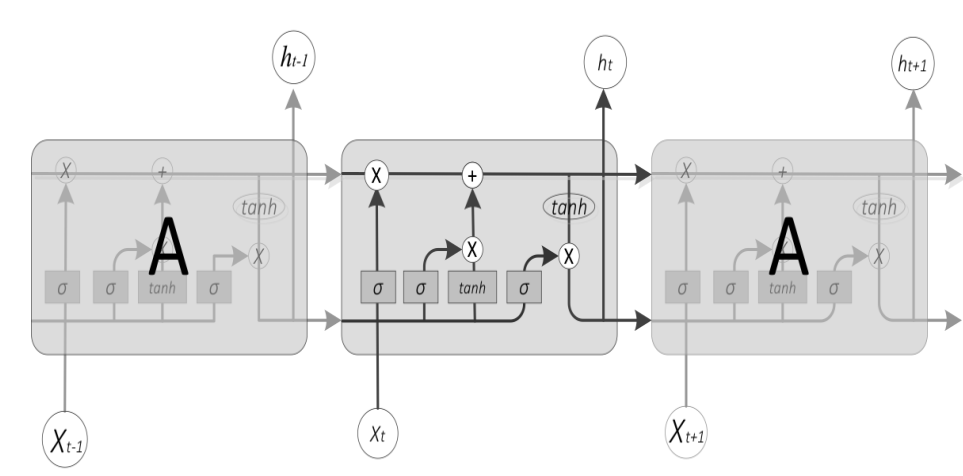 h_{t-1} h_t h_{t+1}
X + X + X +
tanh tanh tanh
A X X X A X
σ σ tanh σ σ σ tanh σ σ σ tanh σ
X_{t-1} X_t X_{t+1}